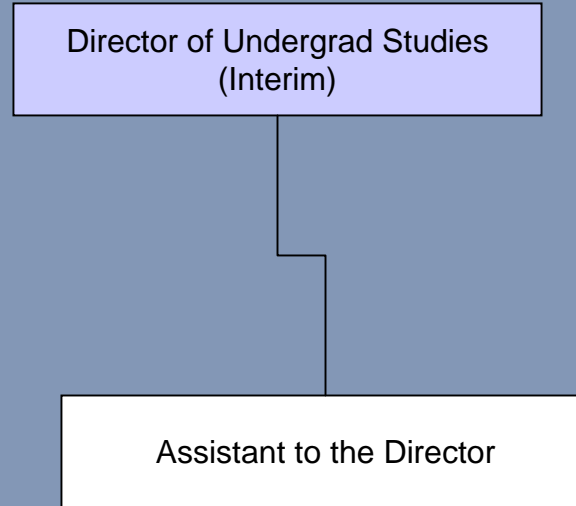 Director of Undergrad Studies
(Interim)
Assistant to the Director